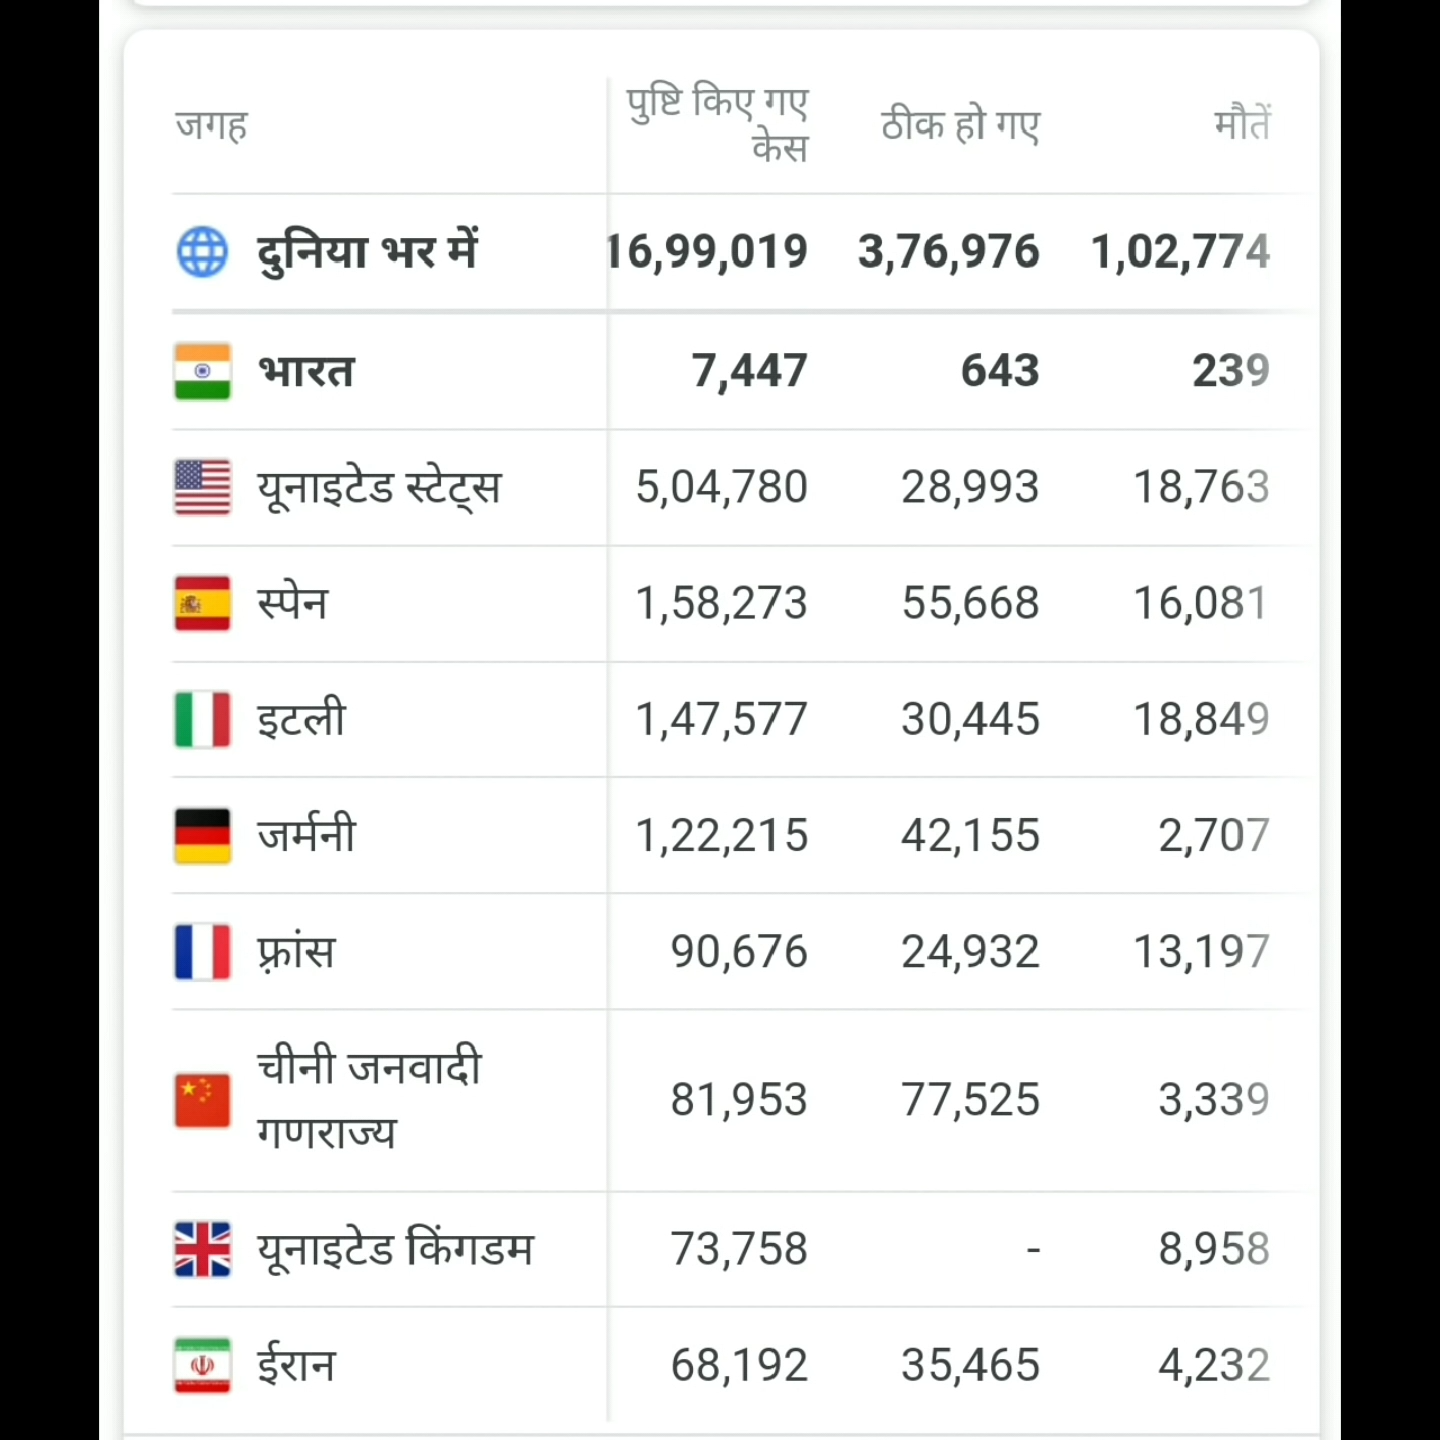 जगह पुष्टि किए गए केस ठीक हो गए मौतें
दुनिया भर में 16,99,019 3,76,976 1,02,774
भारत 7,447 643 239
यूनाइटेड स्टेट्स 5,04,780 28,993 18,763
स्पेन 1,58,273 55,668 16,081
इटली 1,47,577 30,445 18,849
जर्मनी 1,22,215 42,155 2,707
फ़्रांस 90,676 24,932 13,197
चीनी जनवादी गणराज्य 81,953 77,525 3,339
यूनाइटेड किंगडम 73,758 - 8,958
ईरान 68,192 35,465 4,232